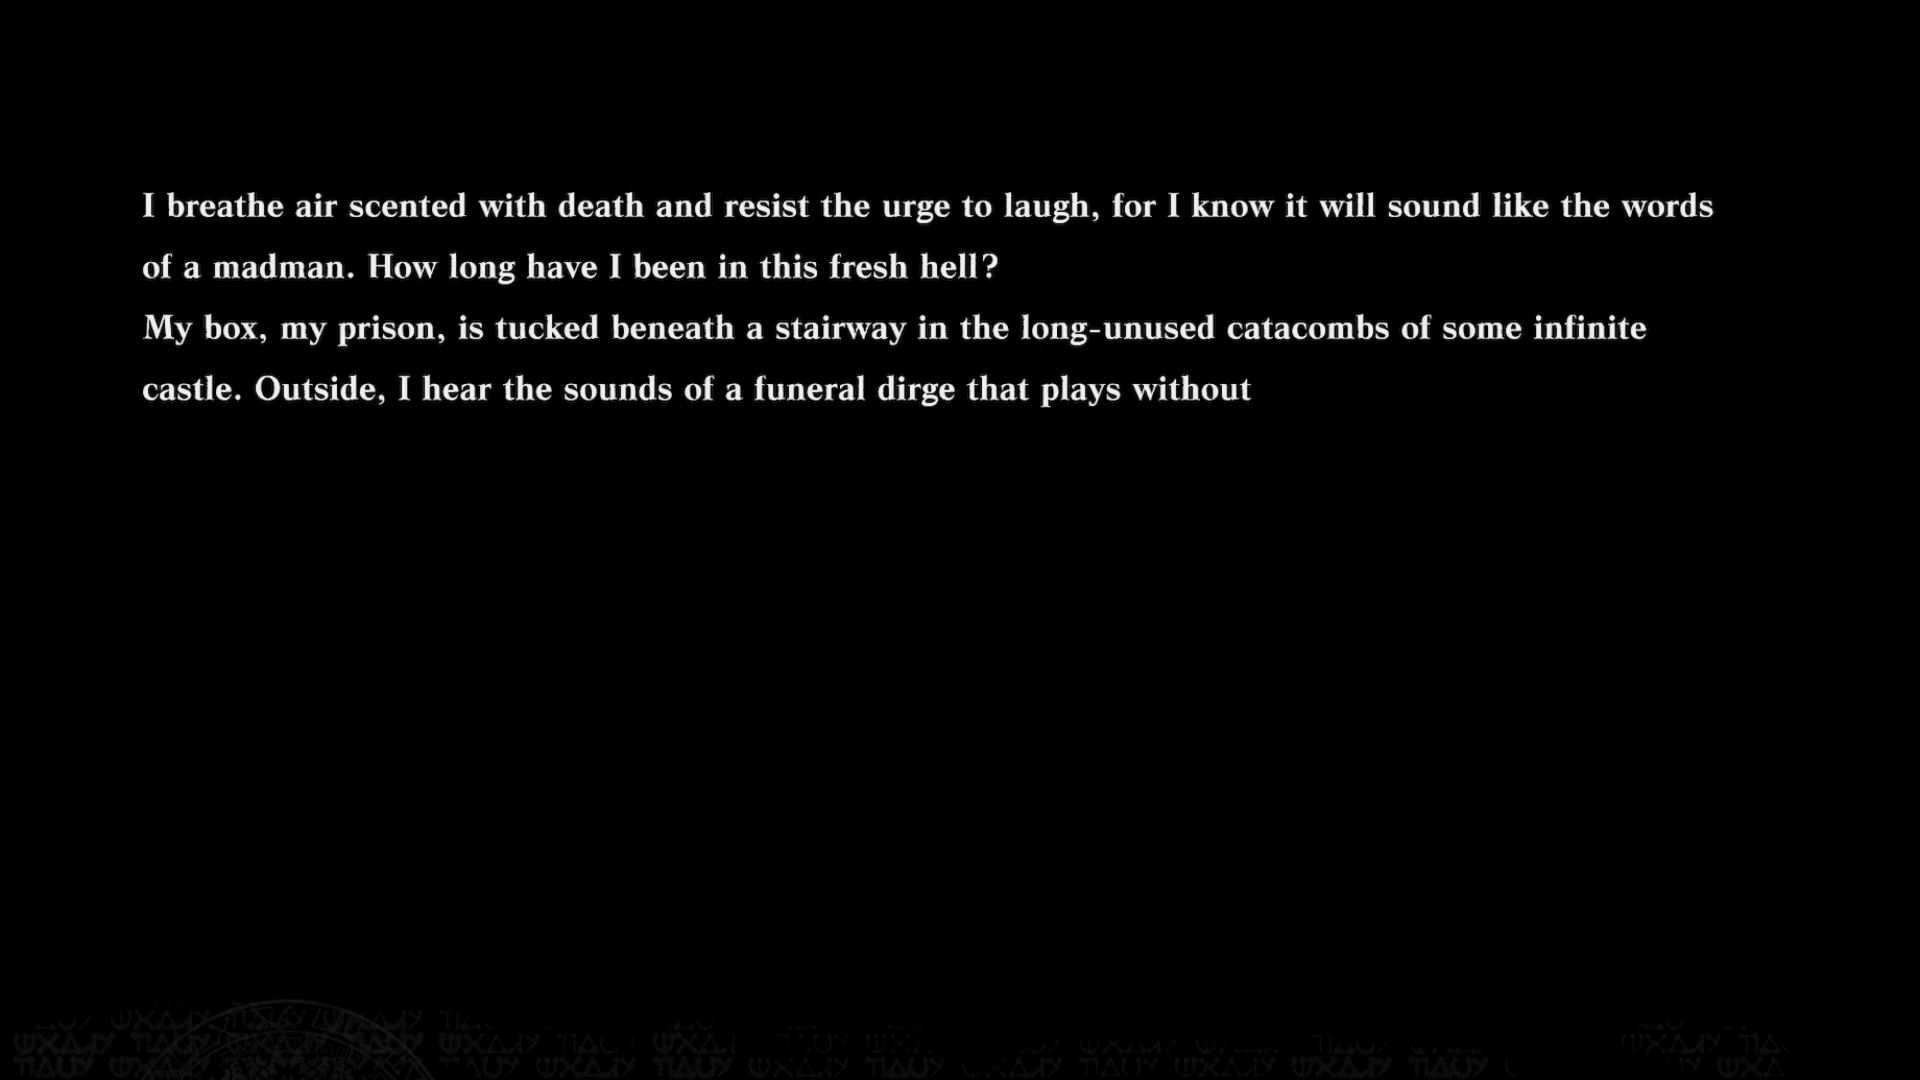 I breathe air scented with death and resist the urge to laugh, for I know it will sound like the words
of a madman. How long have I been in this fresh hell?
My box, my prison, is tucked beneath a stairway in the long-unused catacombs of some infinite
castle. Outside, I hear the sounds of a funeral dirge that plays without